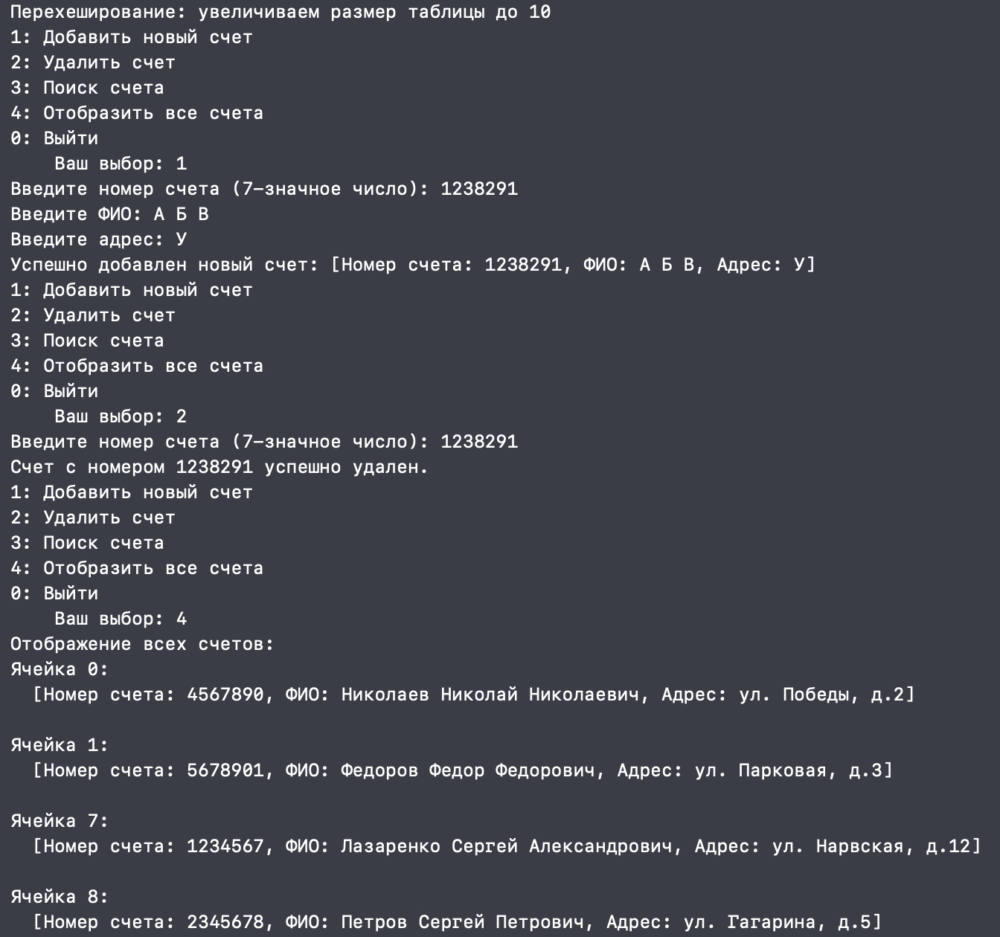 Перехеширование: увеличиваем размер таблицы до 10
1: Добавить новый счет
2: Удалить счет
3: Поиск счета
4: Отобразить все счета
0: Выйти
    Ваш выбор: 1
Введите номер счета (7-значное число): 1238291
Введите ФИО: А Б В
Введите адрес: У
Успешно добавлен новый счет: [Номер счета: 1238291, ФИО: А Б В, Адрес: У]
1: Добавить новый счет
2: Удалить счет
3: Поиск счета
4: Отобразить все счета
0: Выйти
    Ваш выбор: 2
Введите номер счета (7-значное число): 1238291
Счет с номером 1238291 успешно удален.
1: Добавить новый счет
2: Удалить счет
3: Поиск счета
4: Отобразить все счета
0: Выйти
    Ваш выбор: 4
Отображение всех счетов:
Ячейка 0:
  [Номер счета: 4567890, ФИО: Николаев Николай Николаевич, Адрес: ул. Победы, д.2]
Ячейка 1:
  [Номер счета: 5678901, ФИО: Федоров Федор Федорович, Адрес: ул. Парковая, д.3]
Ячейка 7:
  [Номер счета: 1234567, ФИО: Лазаренко Сергей Александрович, Адрес: ул. Нарвская, д.12]
Ячейка 8:
  [Номер счета: 2345678, ФИО: Петров Сергей Петрович, Адрес: ул. Гагарина, д.5]